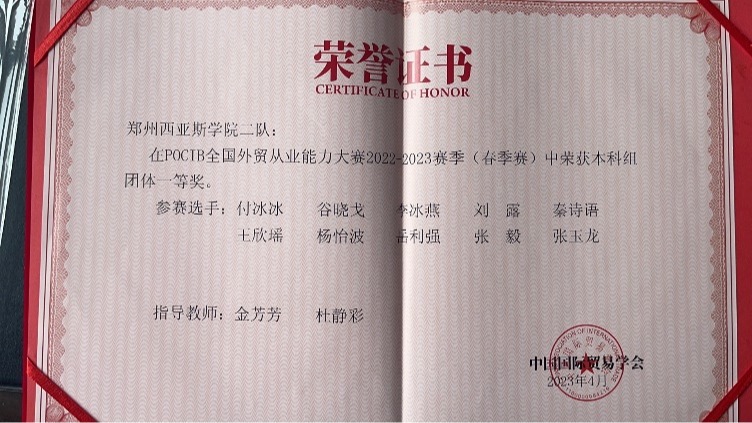 荣誉证书
CERTIFICATE OF HONOR
郑州西亚斯学院二队：
在POCIB全国外贸从业能力大赛2022-2023赛季（春季赛）中荣获本科组
团体一等奖。
参赛选手：付冰冰 谷晓戈 李冰燕 刘 露 秦诗语
王欣瑶 杨怡波 岳利强 张 毅 张玉龙
指导教师：金芳芳 杜静彩
中国国际贸易学会
2023年4月